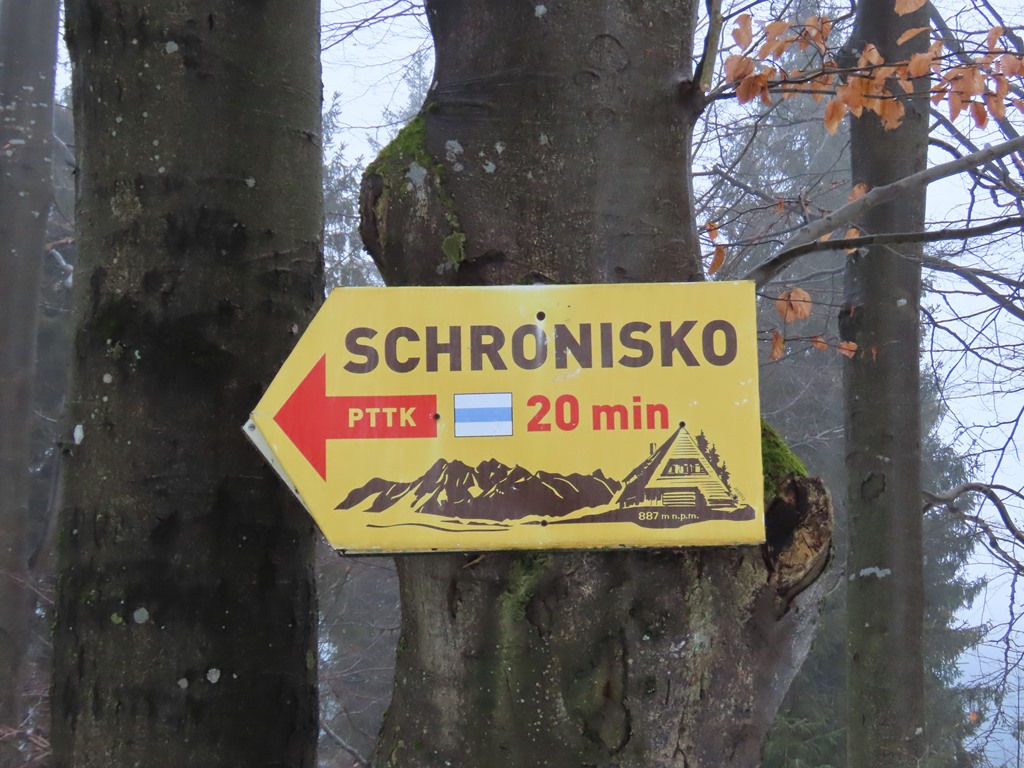 SCHRONISKO
PTTK 20 min
887 m n.p.m.